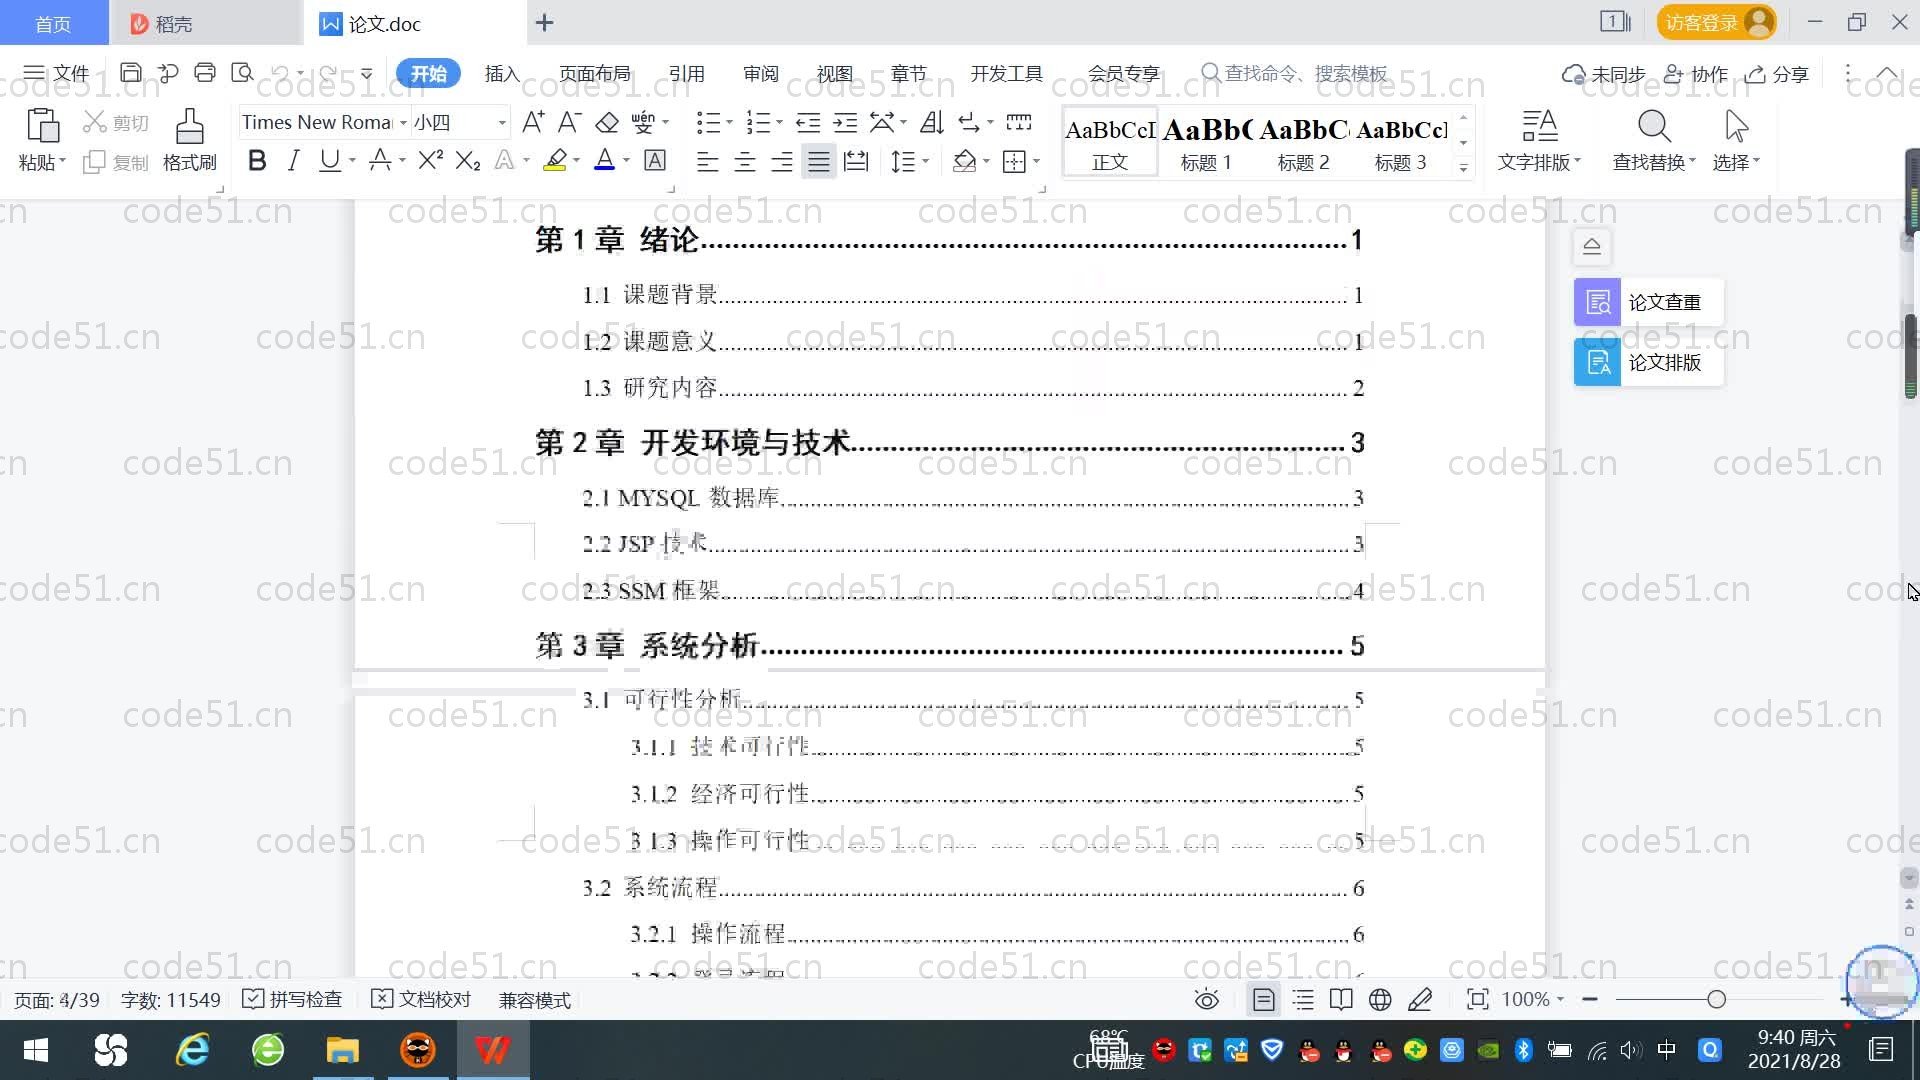 首页
稻壳
论文.doc
访客登录
文件
开始
插入
页面布局
引用
审阅
视图
章节
开发工具
会员专享
查找命令、搜索模板
未同步
协作
分享
粘贴
剪切
复制
格式刷
Times New Roma
小四
AaBbCcI
正文
AaBb(
标题 1
AaBbC
标题 2
AaBbCcI
标题 3
文字排版
查找替换
选择
第 1 章 绪论 1
1.1 课题背景 1
1.2 课题意义 1
1.3 研究内容 2
第 2 章 开发环境与技术 3
2.1 MYSQL 数据库 3
2.2 JSP 技术 3
2.3 SSM 框架 4
第 3 章 系统分析 5
3.1 可行性分析 5
3.1.1 技术可行性 5
3.1.2 经济可行性 5
3.1.3 操作可行性 5
3.2 系统流程 6
3.2.1 操作流程 6
论文查重
论文排版
code51.cn
页面: 4/39
字数: 11549
拼写检查
文档校对
兼容模式
100%
68℃
CPU温度
中
9:40 周六
2021/8/28